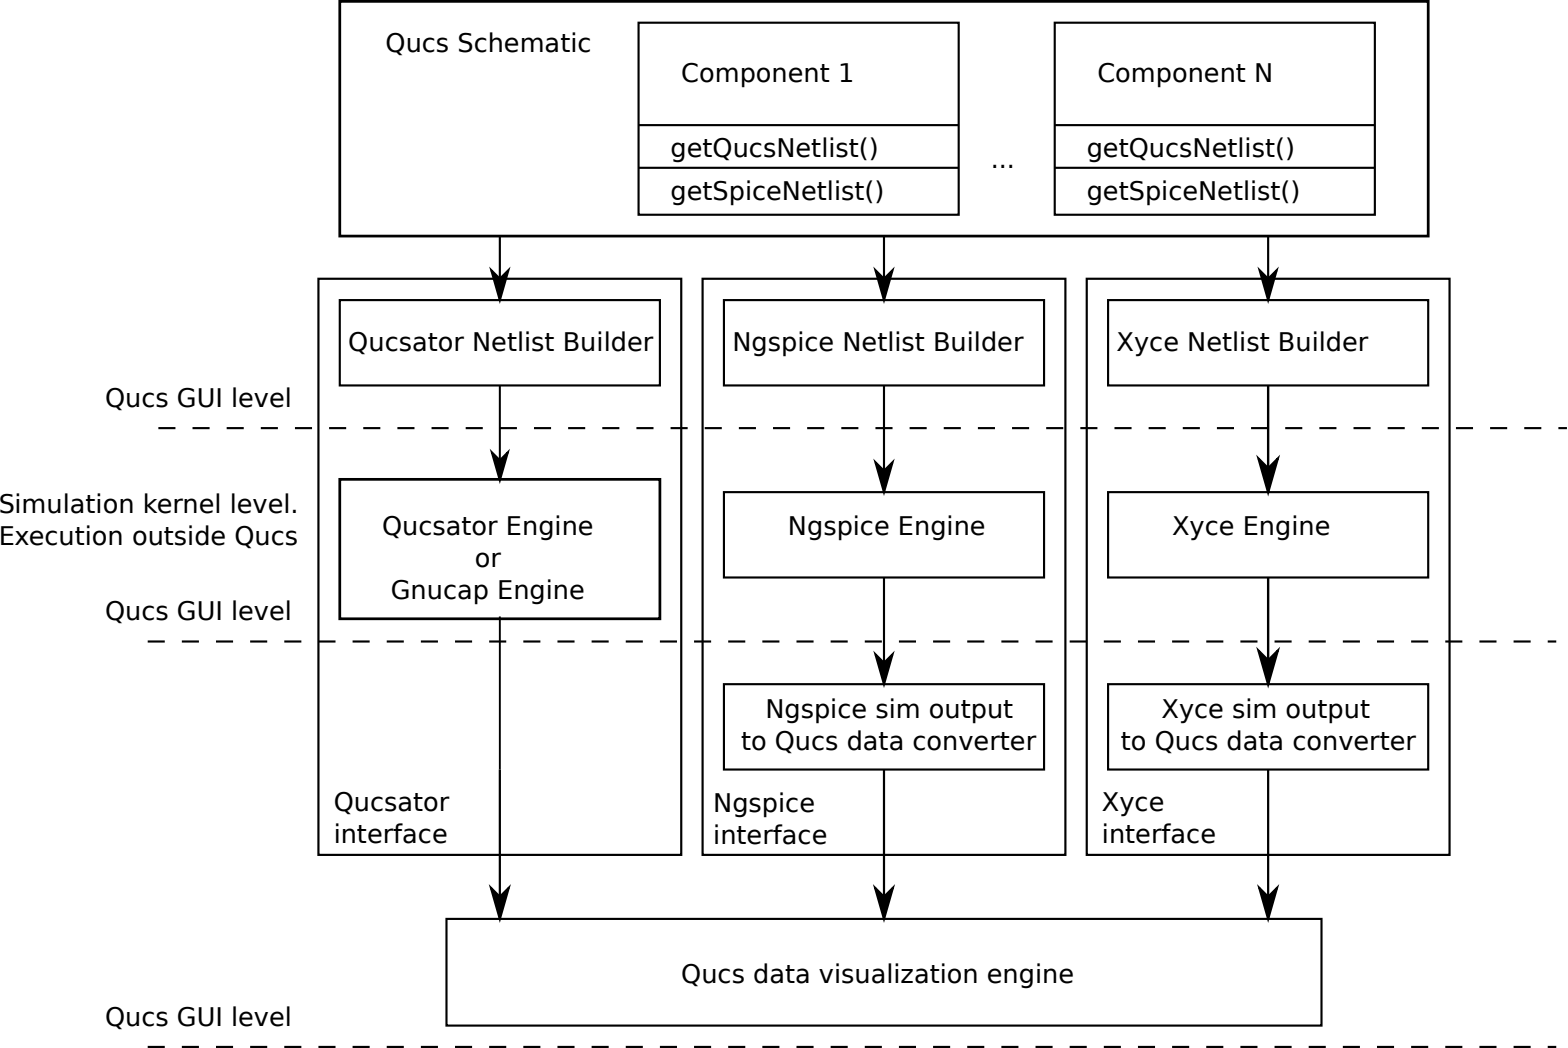 Qucs Schematic
Component 1
getQucsNetlist()
getSpiceNetlist()
...
Component N
getQucsNetlist()
getSpiceNetlist()
Qucsator Netlist Builder
Ngspice Netlist Builder
Xyce Netlist Builder
Qucs GUI level
Simulation kernel level.
Execution outside Qucs
Qucsator Engine
or
Gnucap Engine
Ngspice Engine
Xyce Engine
Qucs GUI level
Ngspice sim output
to Qucs data converter
Xyce sim output
to Qucs data converter
Qucsator
interface
Ngspice
interface
Xyce
interface
Qucs data visualization engine
Qucs GUI level